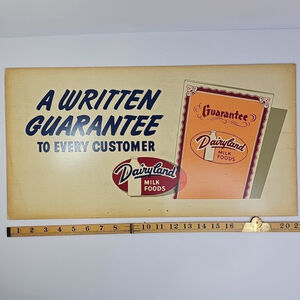 A WRITTEN
GUARANTEE
TO EVERY CUSTOMER
Dairyland
MILK
FOODS
Guarantee
Dairyland
MILK
FOODS
1 2 3 4 5 6 7 8 10 11 12 13 14 15 16 20 2